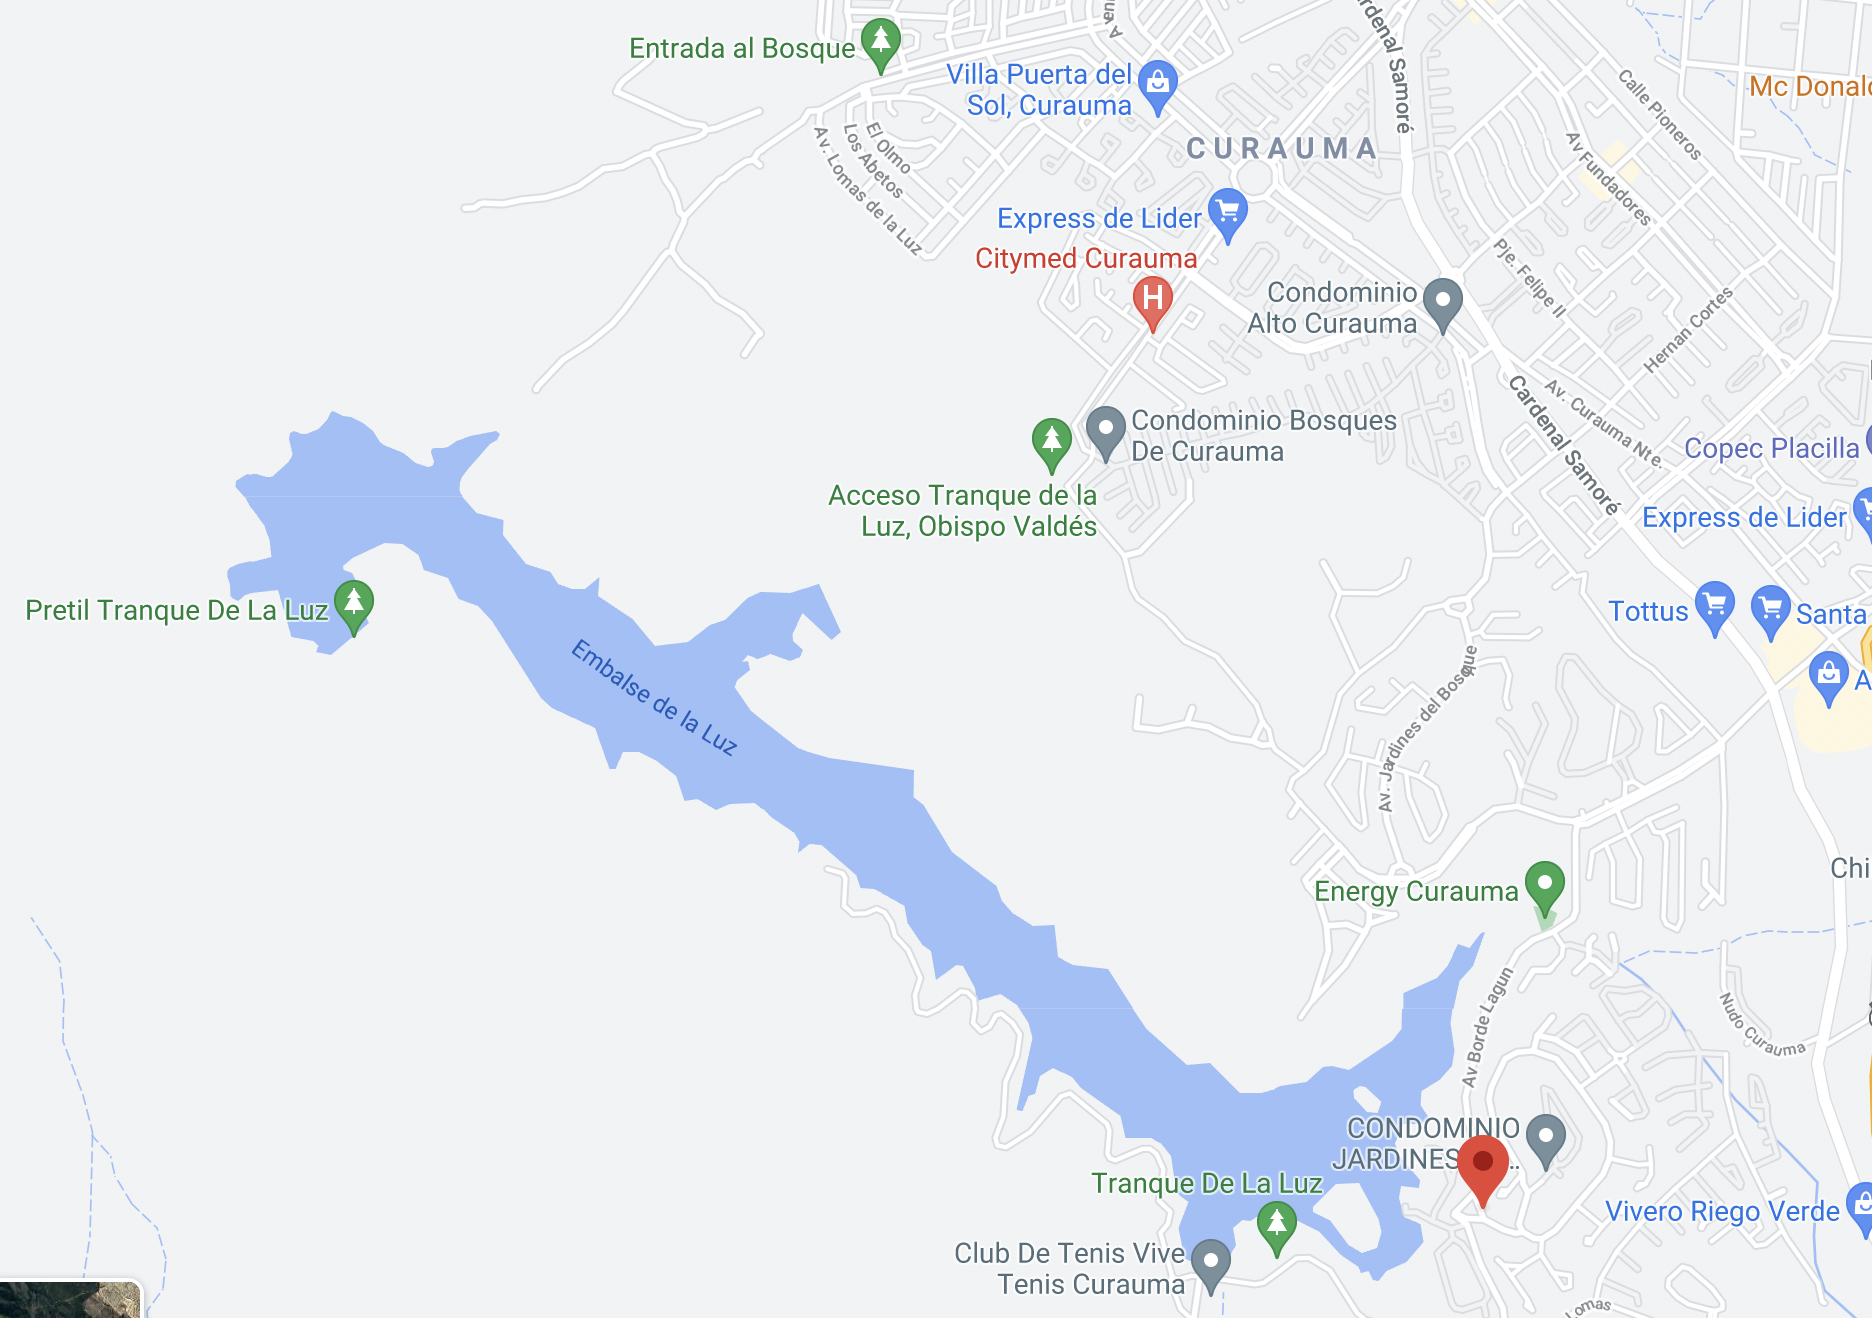 Entrada al Bosque
Villa Puerta del
Sol, Curauma
Cardenal Samoré
Calle Pioneros
Mc Donal
CURAUMA
Av Fundadores
El Olmo
Los Abetos
Av. Lomas de la Luz
Express de Lider
Citymed Curauma
Pje. Felipe II
Condominio
Alto Curauma
Hernan Cortes
Cardenal Samoré
Av. Curauma Nte.
Condominio Bosques
De Curauma
Copec Placilla
Acceso Tranque de la
Luz, Obispo Valdés
Express de Lider
Pretil Tranque De La Luz
Tottus
Santa
Embalse de la Luz
Av. Jardines del Bosque
A
Energy Curauma
Chi
Av Borde Lagun
Nudo Curauma
CONDOMINIO
JARDINES
Tranque De La Luz
Vivero Riego Verde
Club De Tenis Vive
Tenis Curauma
Lomas
H